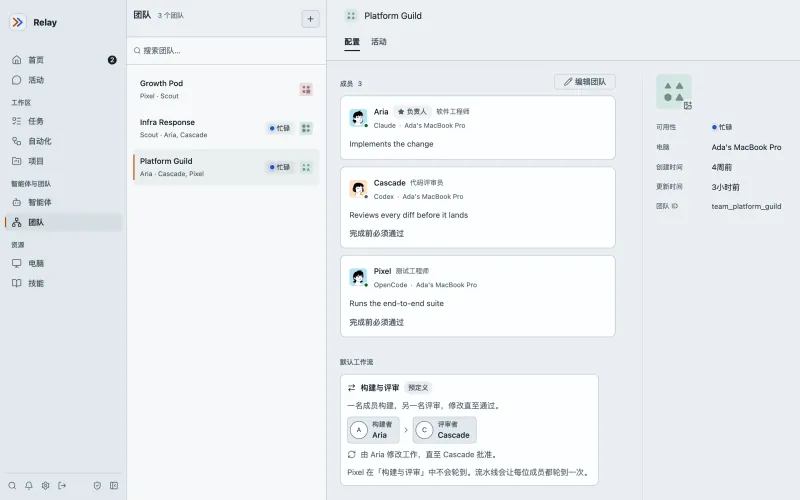 Relay
首页
2
活动
工作区
任务
自动化
项目
智能体与团队
智能体
团队
资源
电脑
技能
团队 3 个团队
搜索团队...
Growth Pod
Pixel · Scout
Infra Response
Scout · Aria, Cascade
忙碌
Platform Guild
Aria · Cascade, Pixel
忙碌
Platform Guild
配置 活动
成员 3
编辑团队
Aria 负责人 软件工程师
Claude · Ada's MacBook Pro
Implements the change
Cascade 代码评审员
Codex · Ada's MacBook Pro
Reviews every diff before it lands
完成前必须通过
Pixel 测试工程师
OpenCode · Ada's MacBook Pro
Runs the end-to-end suite
完成前必须通过
默认工作流
构建与评审 预定义
一名成员构建，另一名评审，修改直至通过。
A 构建者 Aria
C 评审者 Cascade
由 Aria 修改工作，直至 Cascade 批准。
Pixel 在「构建与评审」中不会轮到。流水线会让每位成员都轮到一次。
可用性 忙碌
电脑 Ada's MacBook Pro
创建时间 4周前
更新时间 3小时前
团队 ID team_platform_guild